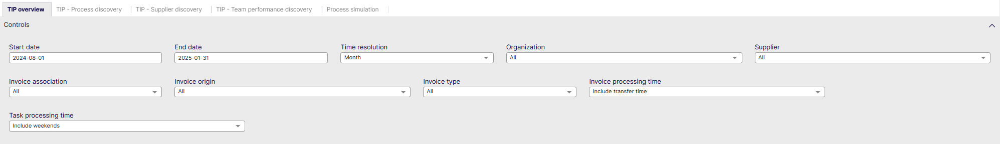 TIP overview TIP - Process discovery TIP - Supplier discovery TIP - Team performance discovery Process simulation
Controls
Start date End date Time resolution Organization Supplier
2024-08-01 2025-01-31 Month All All
Invoice association Invoice origin Invoice type Invoice processing time
All All All Include transfer time
Task processing time
Include weekends